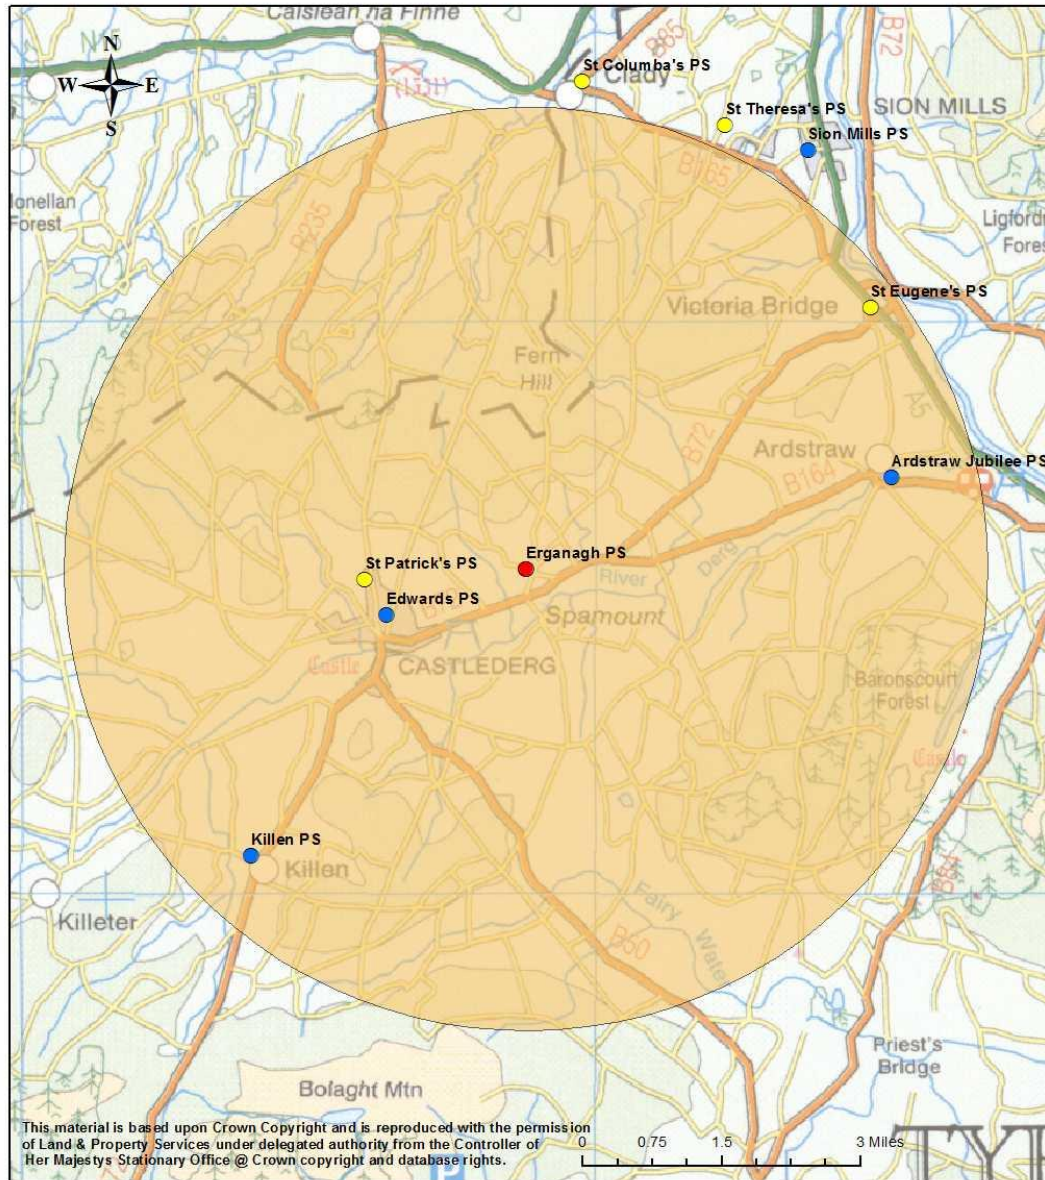 Caislean na Finne
N
W E
S
B85
B72
A5
St Columba's PS
Clady
St Theresa's PS
SION MILLS
Sion Mills PS
B165
Forest
R235
St Eugene's PS
Victoria Bridge
Fern
Hill
B72
A5
Ardstraw
Ardstraw Jubilee PS
B164
Erganagh PS
St Patrick's PS
River
Derg
Edwards PS
Spamount
Castle
CASTLEDERG
Baronscourt
Forest
Castle
Killen PS
Killen
Killeter
Fairy
Water
B50
B84
Priest's
Bridge
Bolaght Mtn
This material is based upon Crown Copyright and is reproduced with the permission
of Land & Property Services under delegated authority from the Controller of
Her Majestys Stationary Office @ Crown copyright and database rights.
0 0.75 1.5 3 Miles
P